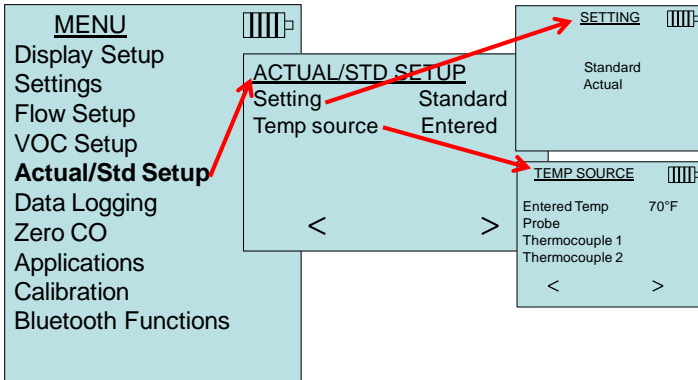 MENU
Display Setup
Settings
Flow Setup
VOC Setup
Actual/Std Setup
Data Logging
Zero CO
Applications
Calibration
Bluetooth Functions
ACTUAL/STD SETUP
Setting Standard
Temp source Entered
< >
SETTING
Standard
Actual
TEMP SOURCE
Entered Temp 70°F
Probe
Thermocouple 1
Thermocouple 2
< >